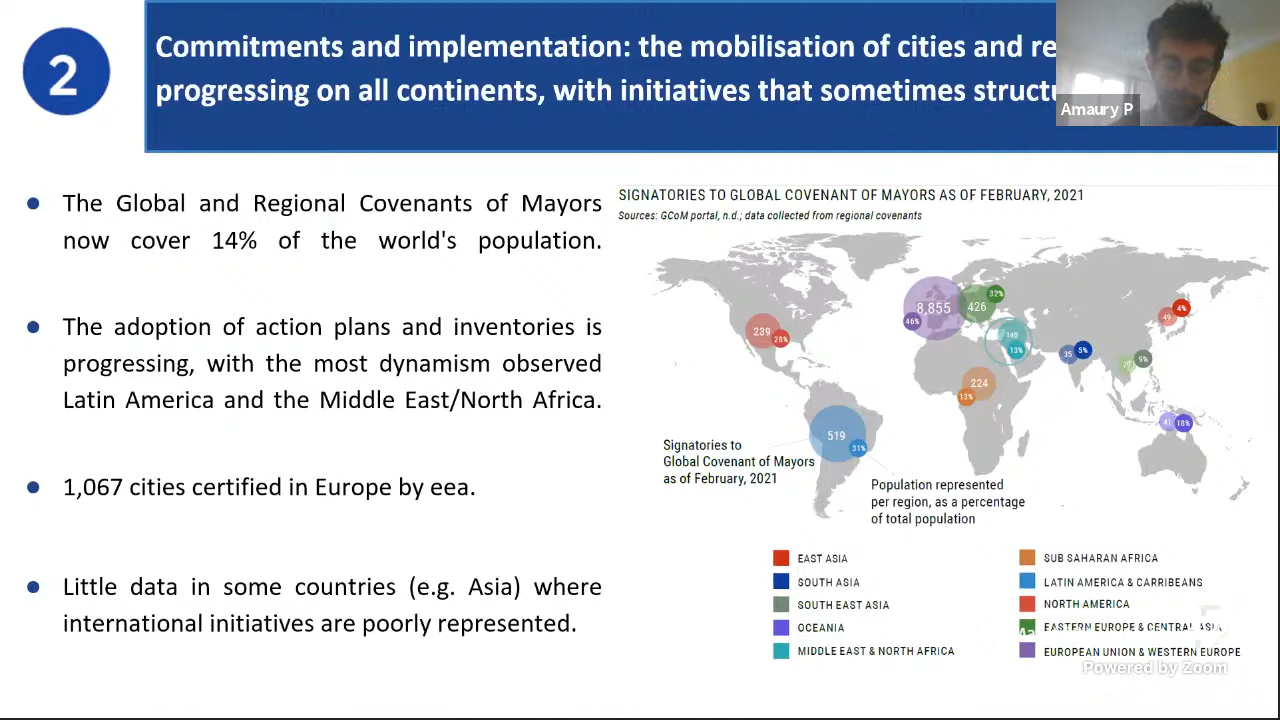 2
Commitments and implementation: the mobilisation of cities and re
progressing on all continents, with initiatives that sometimes struct
Amaury P
The Global and Regional Covenants of Mayors
now cover 14% of the world's population.
The adoption of action plans and inventories is
progressing, with the most dynamism observed
Latin America and the Middle East/North Africa.
1,067 cities certified in Europe by eea.
Little data in some countries (e.g. Asia) where
international initiatives are poorly represented.
SIGNATORIES TO GLOBAL COVENANT OF MAYORS AS OF FEBRUARY, 2021
Sources: GCoM portal, n.d.; data collected from regional covenants
8,855
46%
426
32%
239
28%
140
13%
49
4%
35
5%
9%
224
13%
41
18%
519
31%
Signatories to
Global Covenant of Mayors
as of February, 2021
Population represented
per region, as a percentage
of total population
EAST ASIA
SOUTH ASIA
SOUTH EAST ASIA
OCEANIA
MIDDLE EAST & NORTH AFRICA
SUB SAHARAN AFRICA
LATIN AMERICA & CARRIBEANS
NORTH AMERICA
EASTERN EUROPE & CENTRAL ASIA
EUROPEAN UNION & WESTERN EUROPE
Powered by Zoom